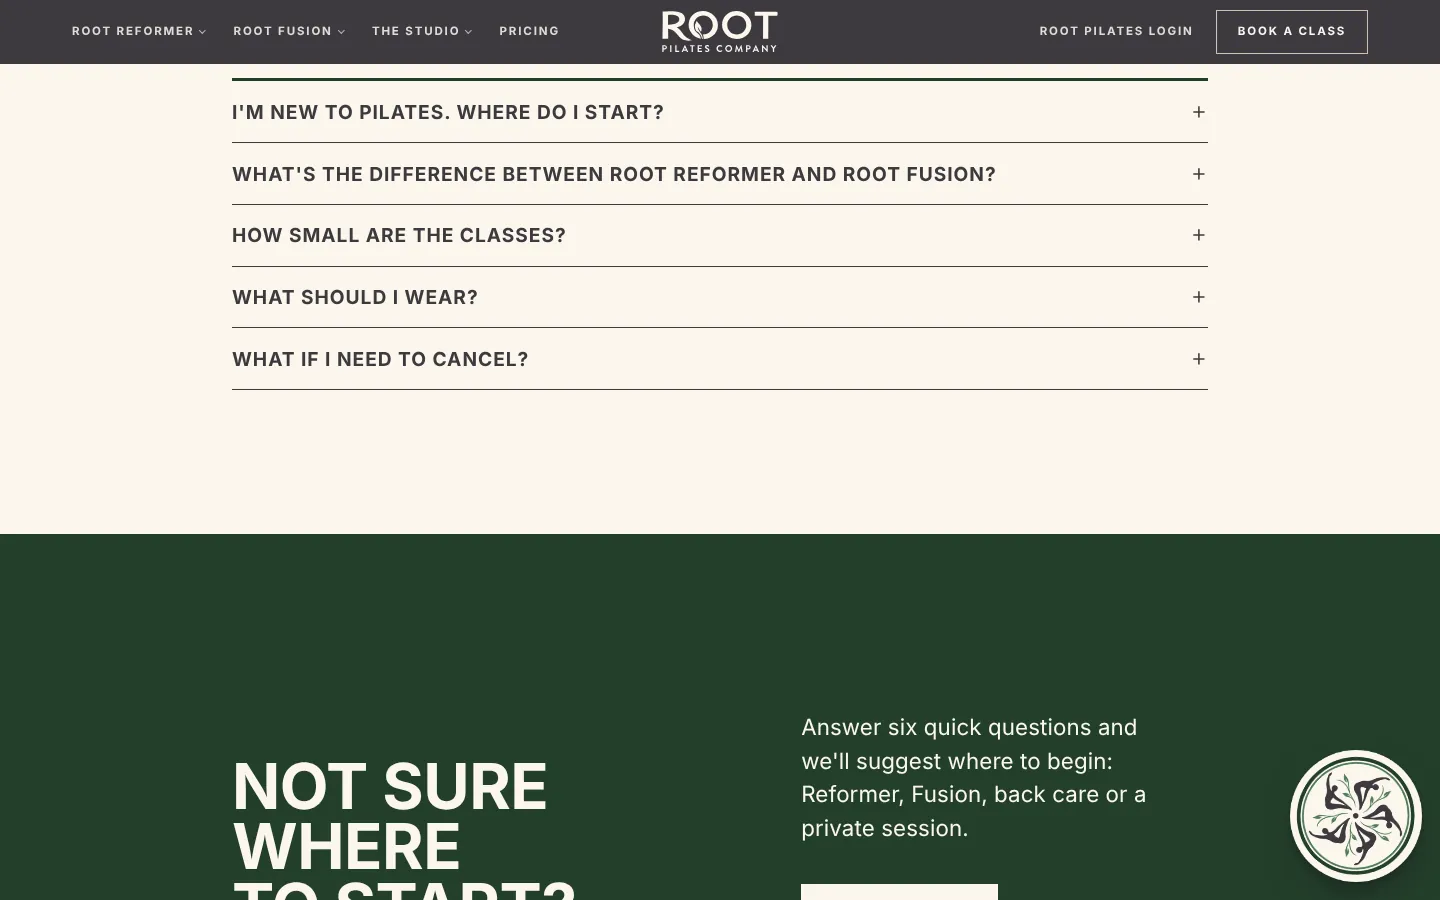 ROOT REFORMER
ROOT FUSION
THE STUDIO
PRICING
ROOT
PILATES COMPANY
ROOT PILATES LOGIN
BOOK A CLASS
I'M NEW TO PILATES. WHERE DO I START?
WHAT'S THE DIFFERENCE BETWEEN ROOT REFORMER AND ROOT FUSION?
HOW SMALL ARE THE CLASSES?
WHAT SHOULD I WEAR?
WHAT IF I NEED TO CANCEL?
NOT SURE
WHERE
TO START?
Answer six quick questions and
we'll suggest where to begin:
Reformer, Fusion, back care or a
private session.